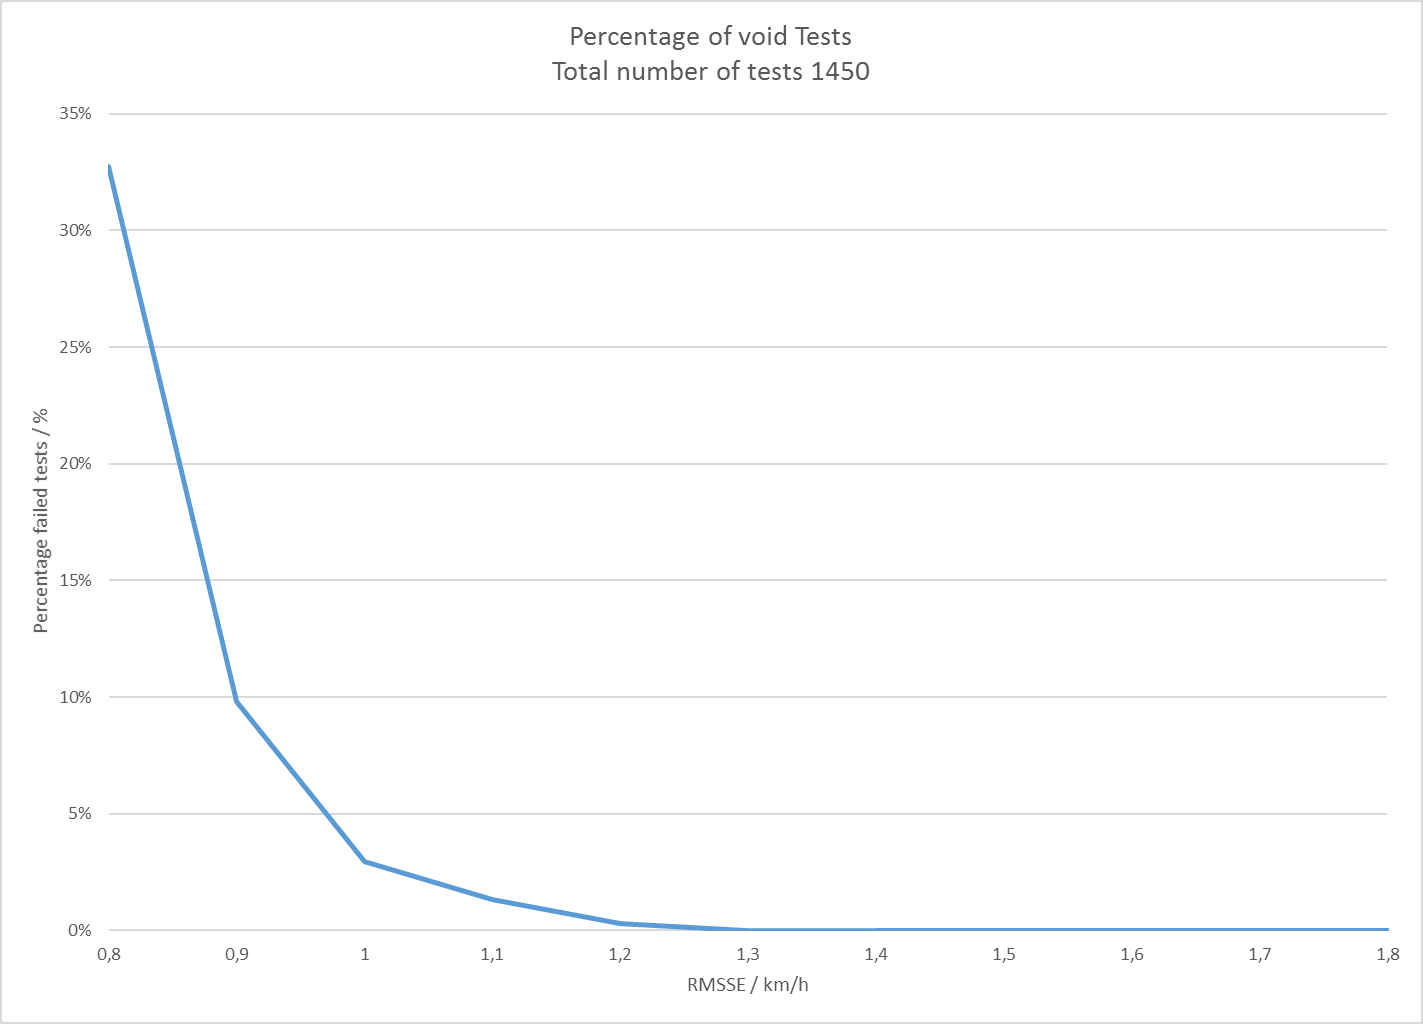 Percentage of void Tests
Total number of tests 1450
35%
30%
25%
20%
15%
10%
5%
0%
Percentage failed tests / %
0,8 0,9 1 1,1 1,2 1,3 1,4 1,5 1,6 1,7 1,8
RMSSE / km/h